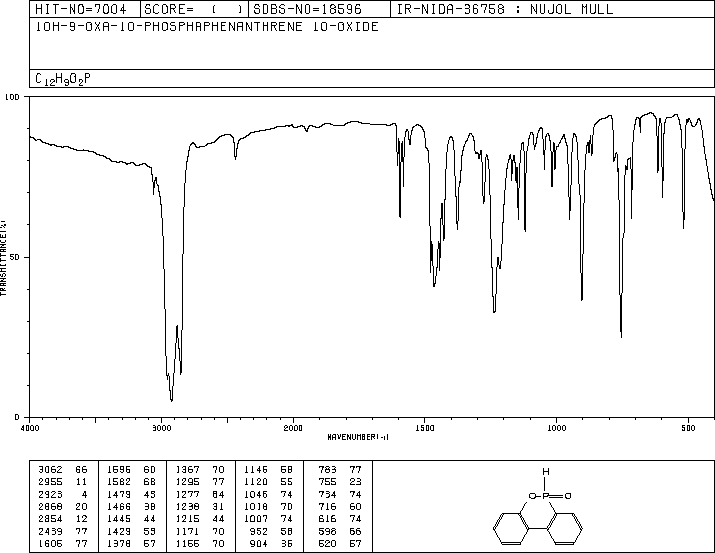 HIT-NO=7004 SCORE= ( ) SDBS-NO=18596 IR-NIDA-36758 : NUJOL MULL
10H-9-OXA-10-PHOSPHAPHENANTHRENE 10-OXIDE
C12H9O2P
100
50
0
TRANSMITTANCE(%)
4000 3000 2000 1500 1000 500
WAVENUMBER(-1)
3062 66 1596 60 1367 70 1146 58 783 77
2955 11 1582 68 1295 77 1120 55 755 23
2923 4 1479 43 1277 64 1046 74 734 74
2868 20 1466 38 1238 31 1018 70 716 60
2854 12 1445 44 1215 44 1007 74 616 74
2439 77 1429 53 1171 70 952 58 598 66
1605 77 1378 57 1155 70 904 35 520 57
H
O P O